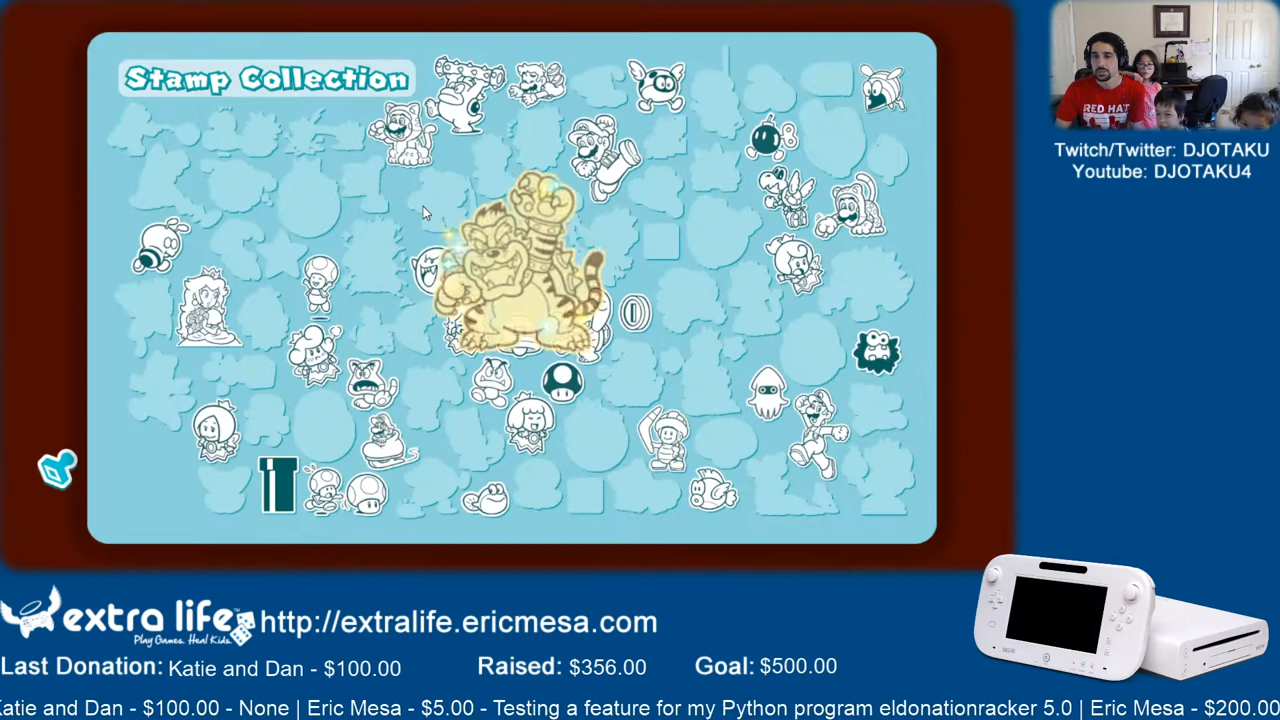 Stamp Collection
RED HAT
Twitch/Twitter: DJOTAKU
Youtube: DJOTAKU4
extra life
Play Games. Heal Kids.
http://extralife.ericmesa.com
Last Donation: Katie and Dan - $100.00 Raised: $356.00 Goal: $500.00
Katie and Dan - $100.00 - None | Eric Mesa - $5.00 - Testing a feature for my Python program eldonationracker 5.0 | Eric Mesa - $200.00